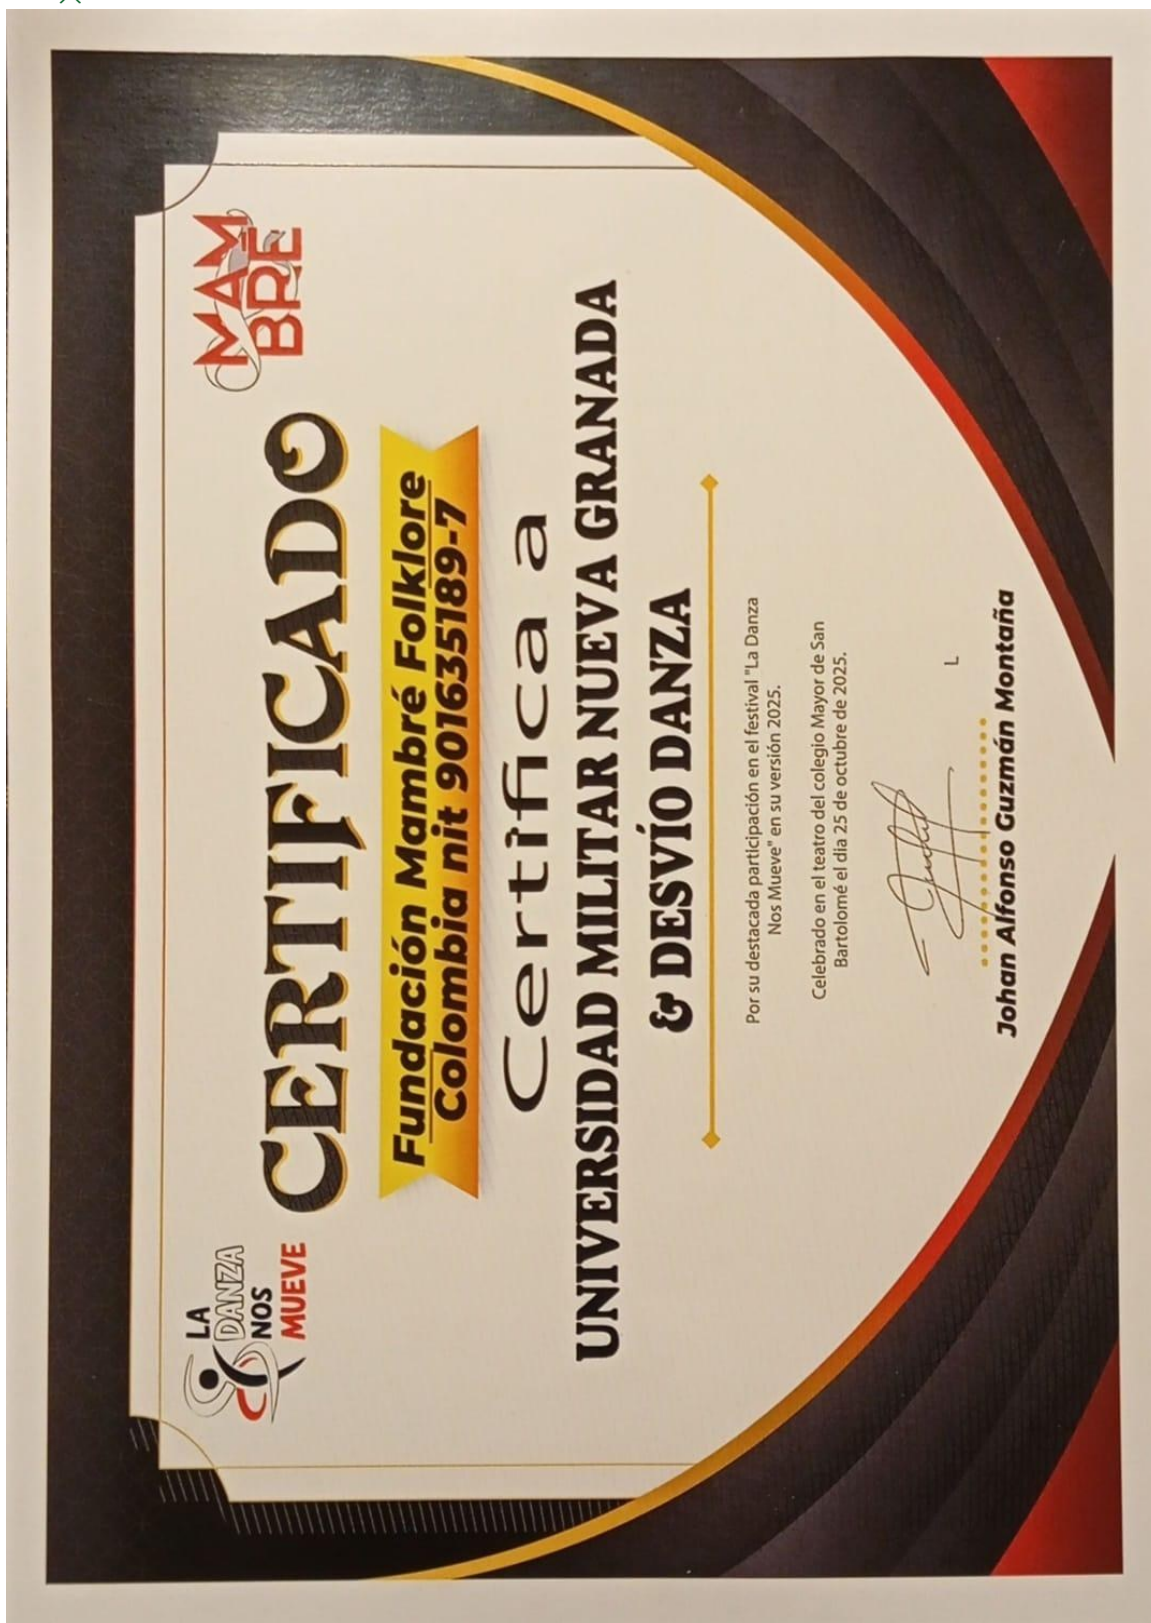 LA
DANZA
NOS
MUEVE
MAM
BRE
CERTIFICADO
Fundación Mambré Folklore
Colombia nit 901635189-7
Certifica a
UNIVERSIDAD MILITAR NUEVA GRANADA
& DESVÍO DANZA
Por su destacada participación en el festival "La Danza
Nos Mueve" en su versión 2025.
Celebrado en el teatro del colegio Mayor de San
Bartolomé el dia 25 de octubre de 2025.
L
Johan Alfonso Guzmán Montaña